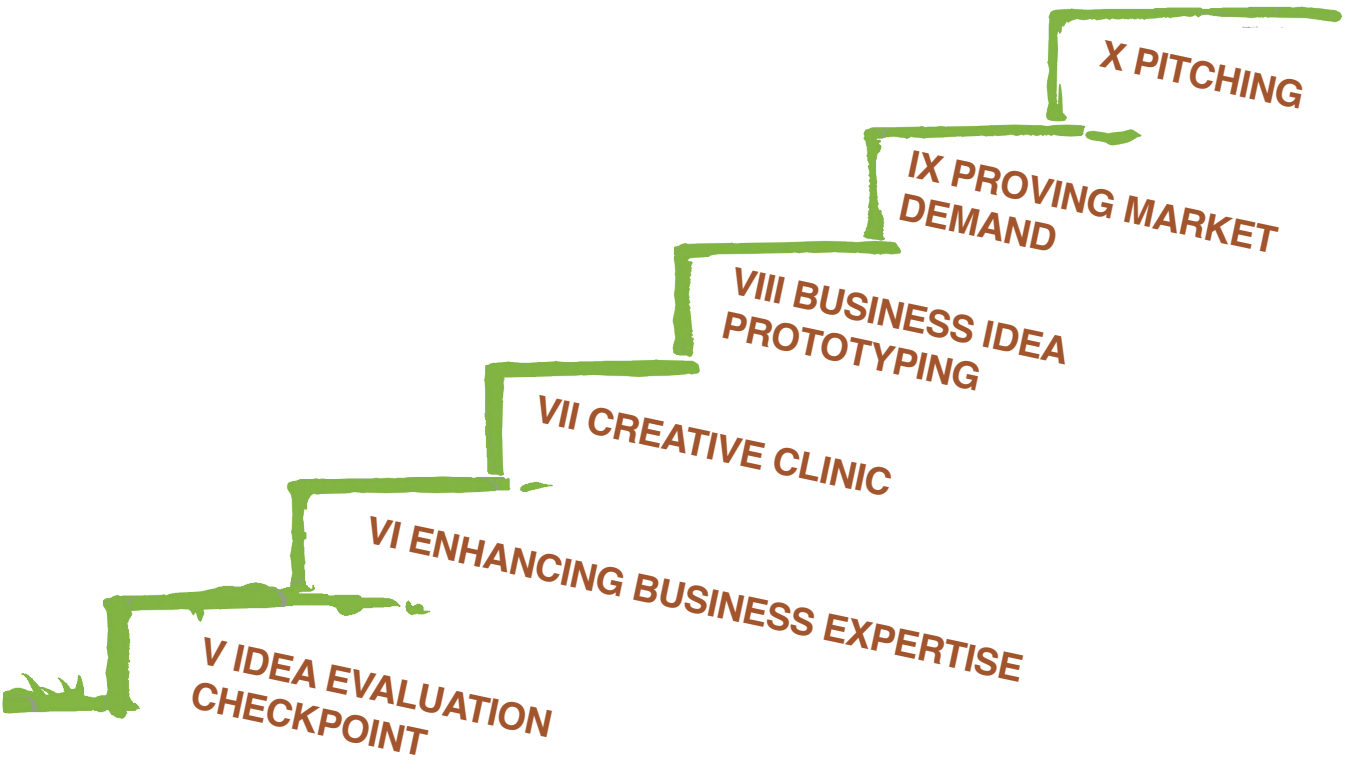 X PITCHING
IX PROVING MARKET
DEMAND
VIII BUSINESS IDEA
PROTOTYPING
VII CREATIVE CLINIC
VI ENHANCING BUSINESS EXPERTISE
V IDEA EVALUATION
CHECKPOINT